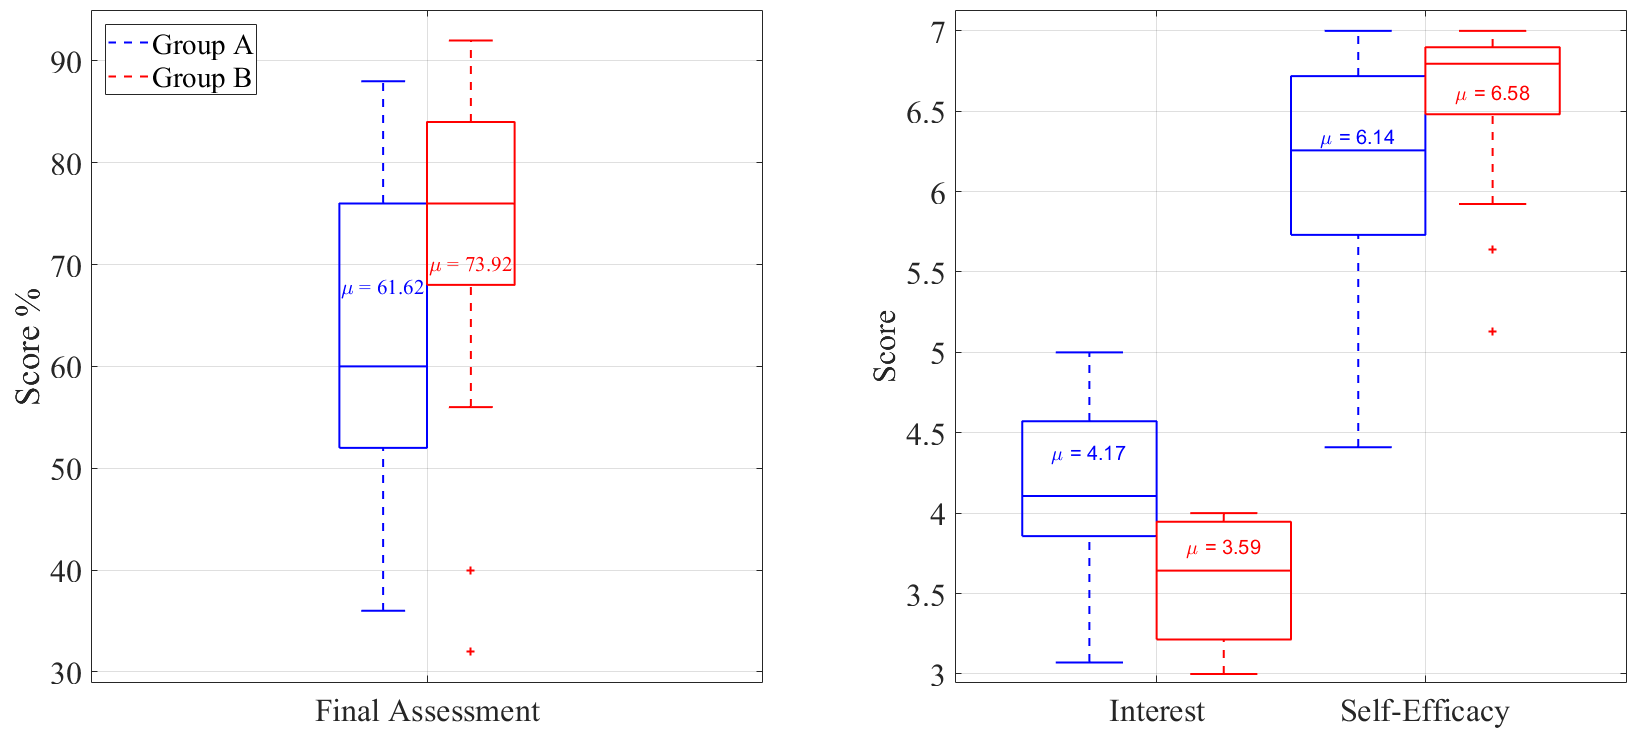 Group A
Group B
Score %
90
80
70
60
50
40
30
μ = 61.62
μ = 73.92
Final Assessment
Score
7
6.5
6
5.5
5
4.5
4
3.5
3
μ = 4.17
μ = 3.59
μ = 6.14
μ = 6.58
Interest
Self-Efficacy